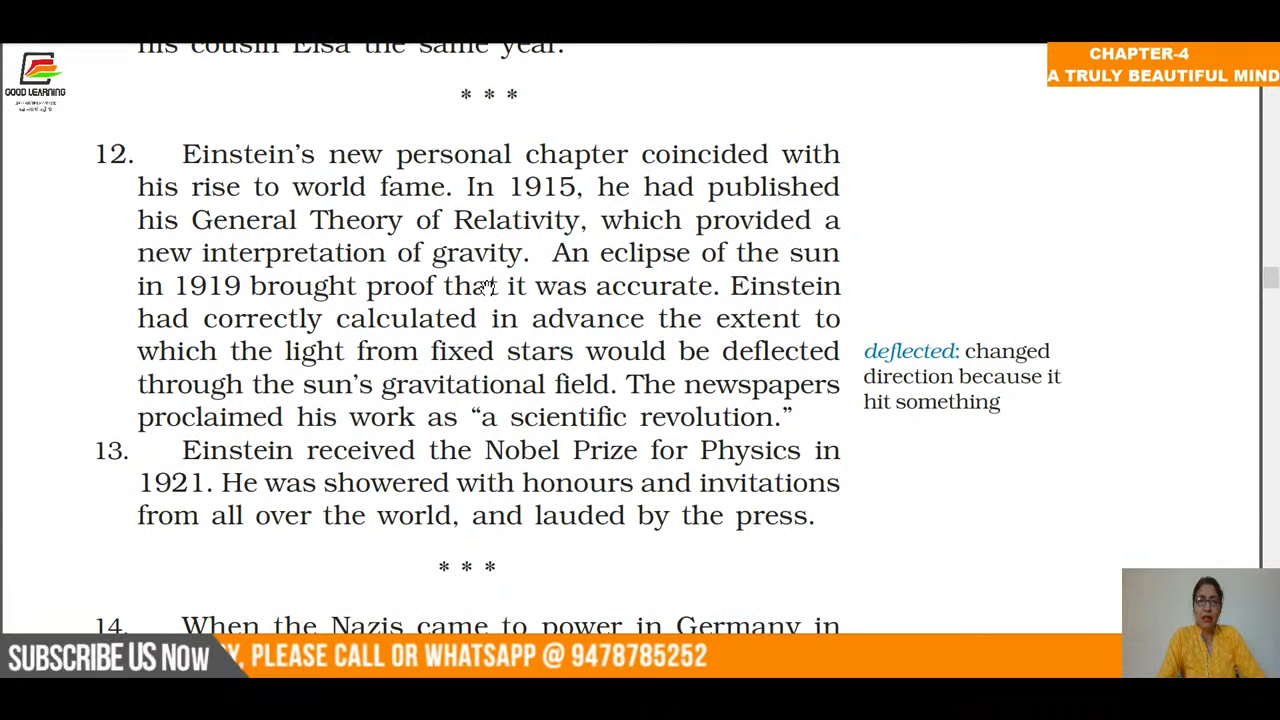 his cousin Elsa the same year.
CHAPTER-4
A TRULY BEAUTIFUL MIND
GOOD LEARNING
* * *
12. Einstein's new personal chapter coincided with
his rise to world fame. In 1915, he had published
his General Theory of Relativity, which provided a
new interpretation of gravity. An eclipse of the sun
in 1919 brought proof that it was accurate. Einstein
had correctly calculated in advance the extent to
which the light from fixed stars would be deflected
through the sun's gravitational field. The newspapers
proclaimed his work as “a scientific revolution.”
deflected: changed
direction because it
hit something
13. Einstein received the Nobel Prize for Physics in
1921. He was showered with honours and invitations
from all over the world, and lauded by the press.
* * *
14. When the Nazis came to power in Germany in
SUBSCRIBE US NOW
Y, PLEASE CALL OR WHATSAPP @ 9478785252